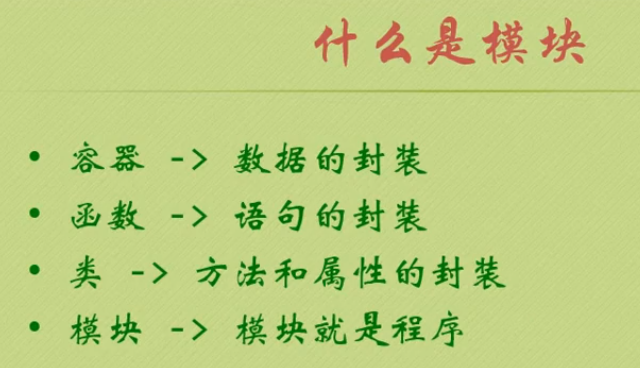 什么是模块
• 容器 -> 数据的封装
• 函数 -> 语句的封装
• 类 -> 方法和属性的封装
• 模块 -> 模块就是程序